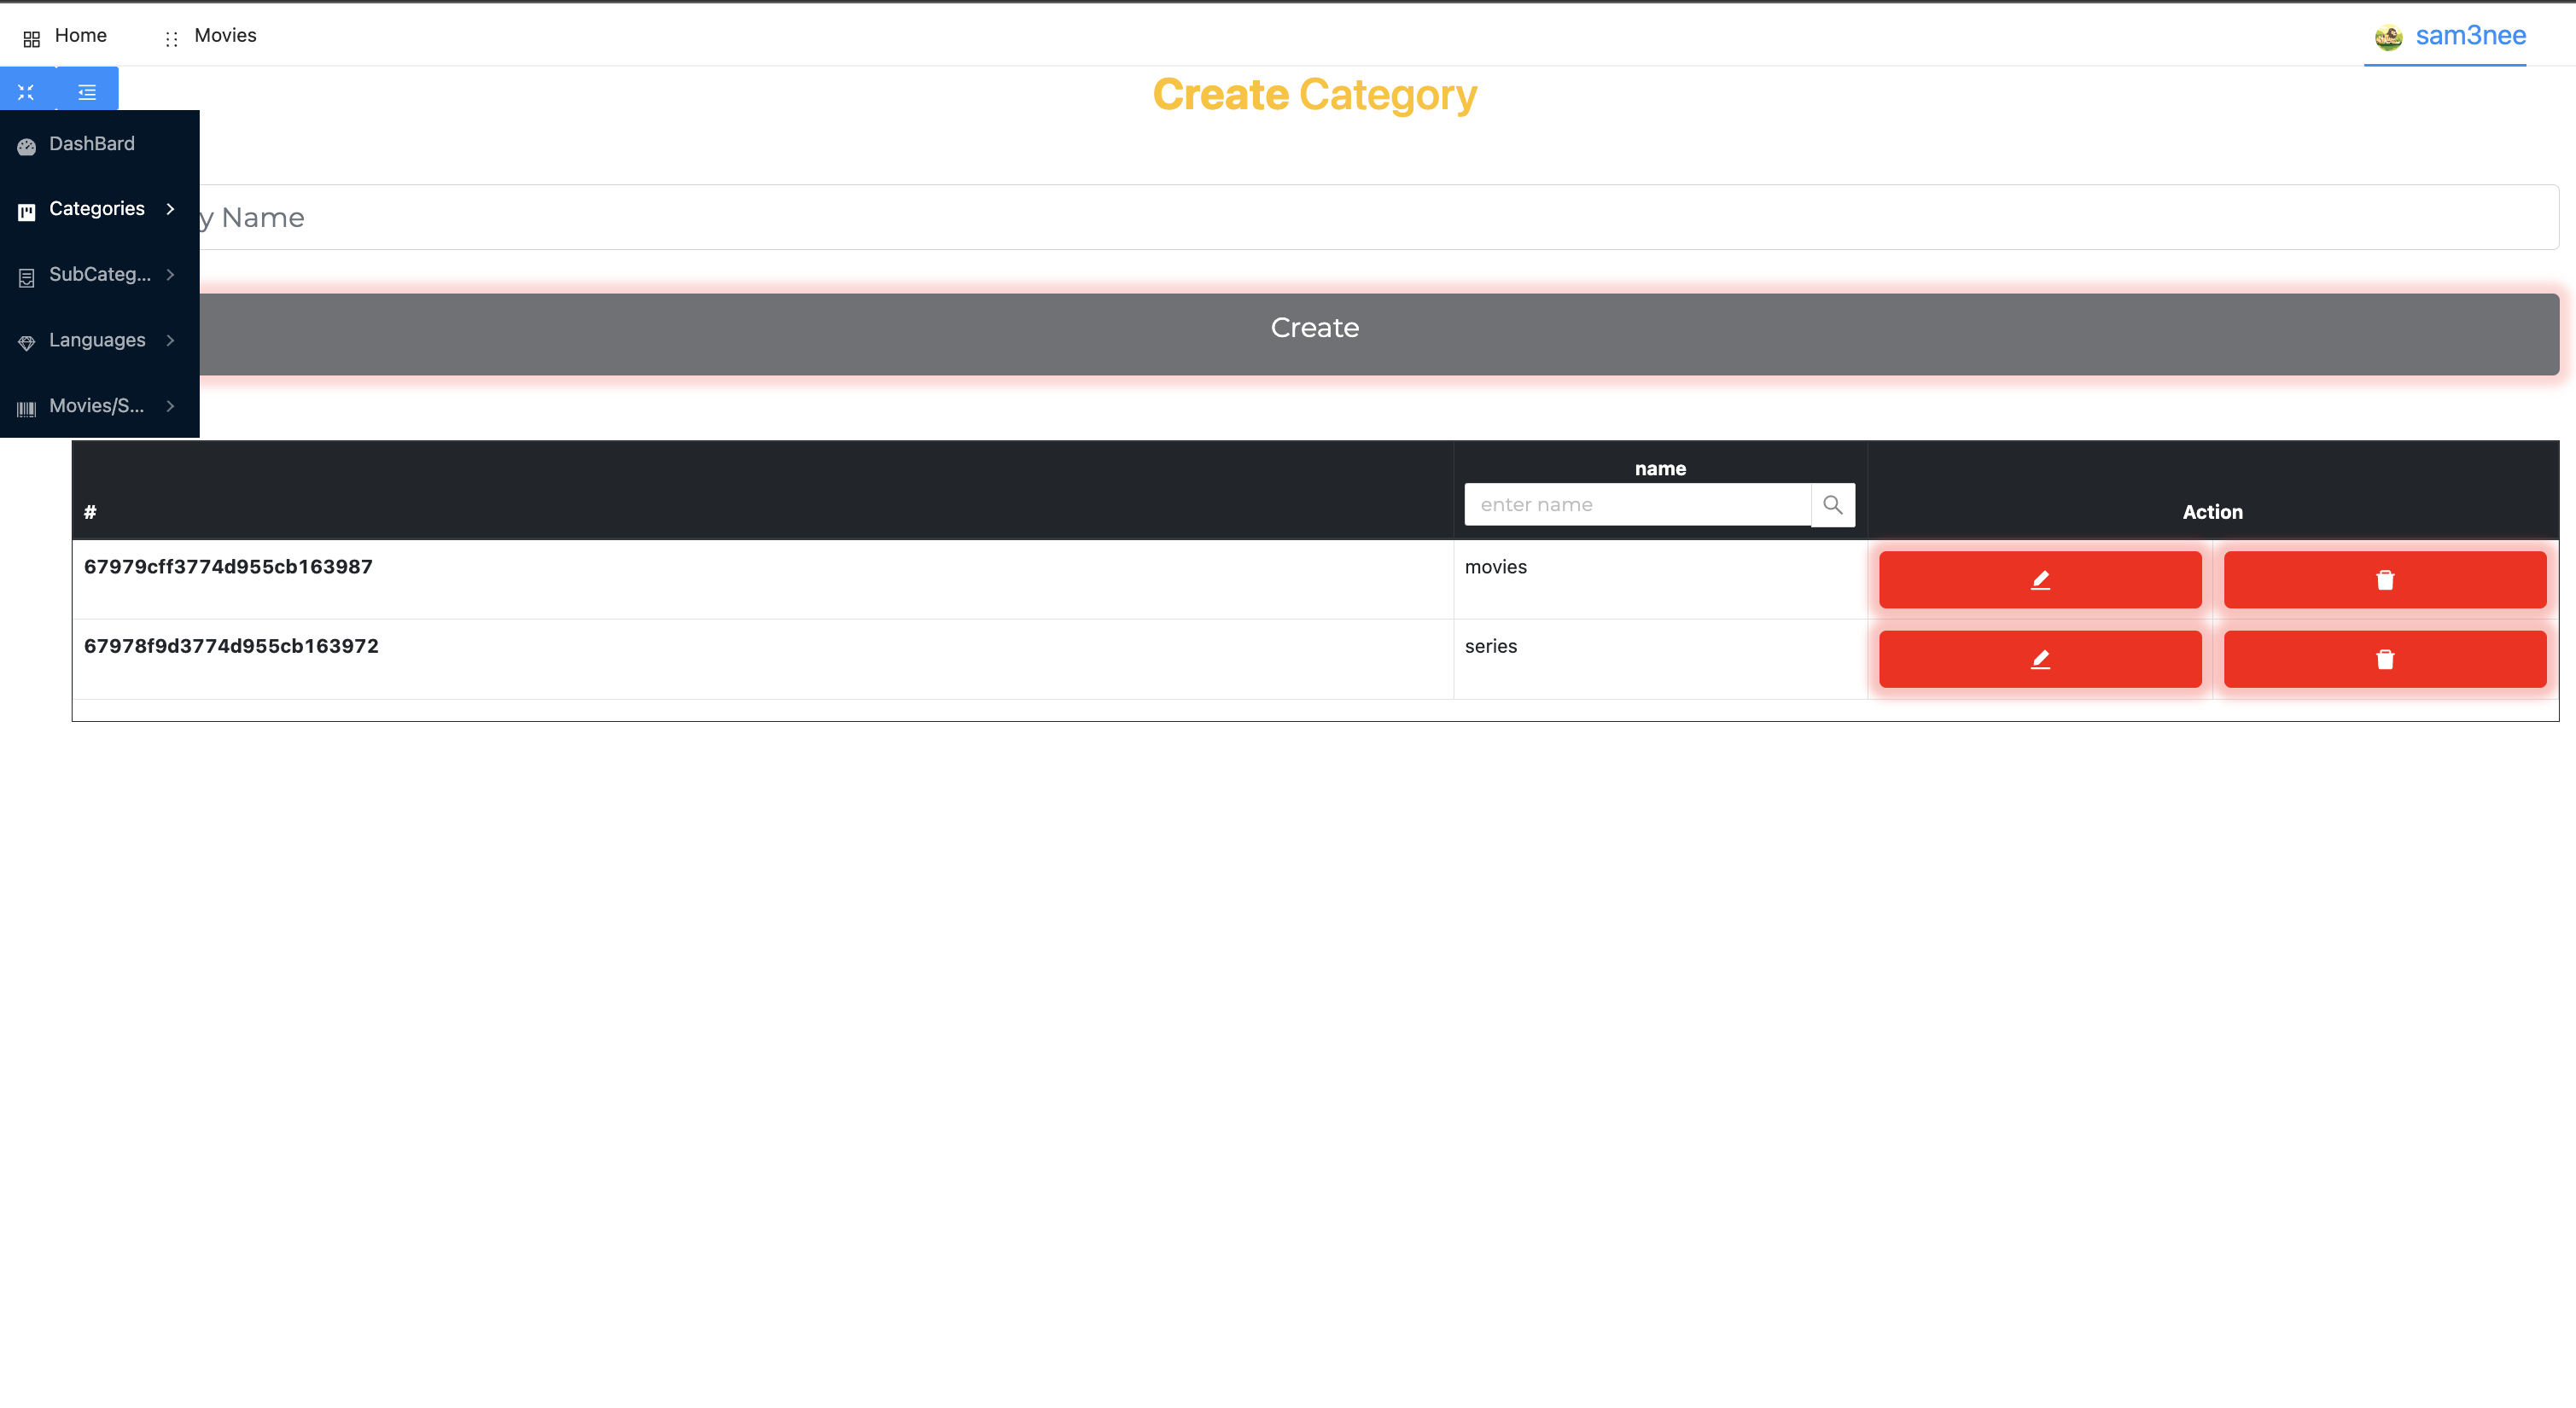 Home
Movies
sam3nee
Create Category
DashBard
Categories
y Name
SubCateg...
Languages
Create
Movies/S...
#
name
enter name
Action
67979cff3774d955cb163987
movies
67978f9d3774d955cb163972
series